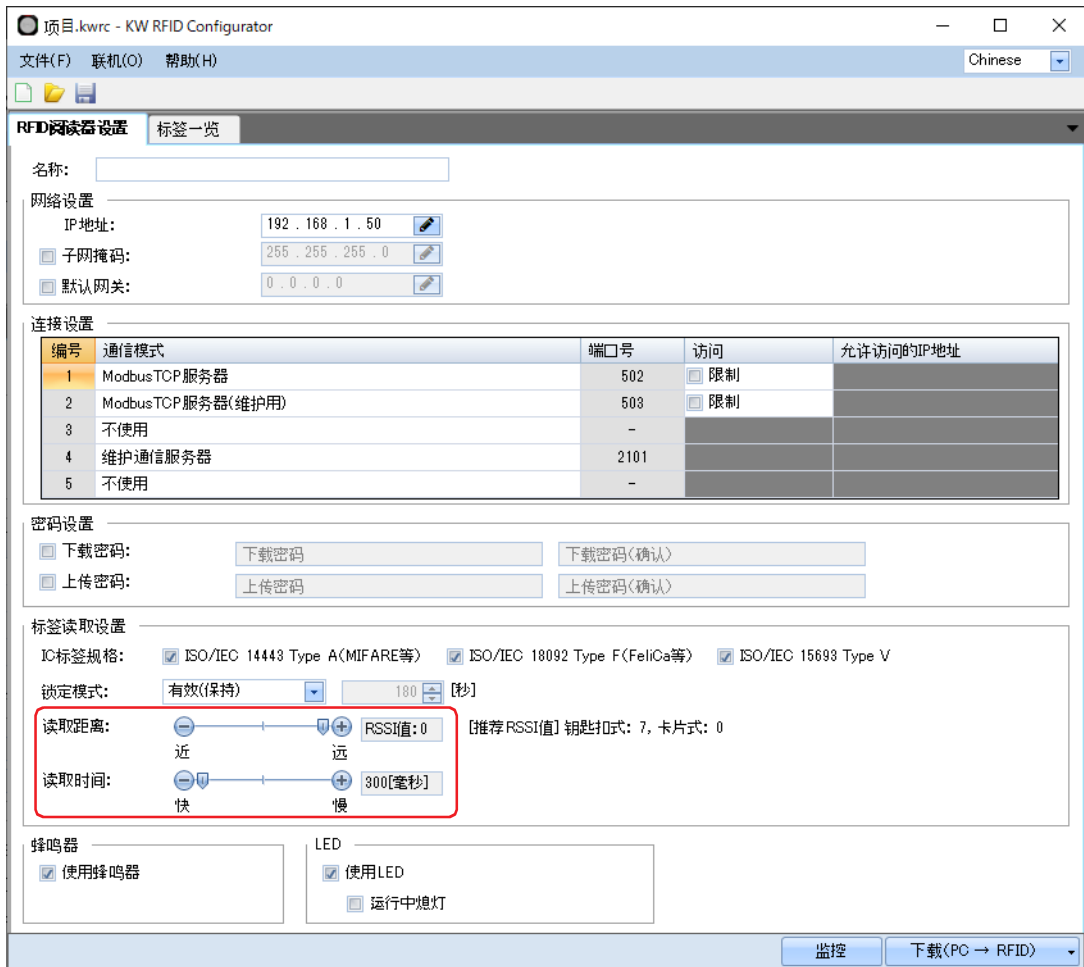 项目.kwrc - KW RFID Configurator
文件(F) 联机(O) 帮助(H) Chinese
RFID阅读器设置 标签一览
名称:
网络设置
IP地址: 192 . 168 . 1 . 50
子网掩码: 255 . 255 . 255 . 0
默认网关: 0 . 0 . 0 . 0
连接设置
编号 通信模式 端口号 访问 允许访问的IP地址
1 ModbusTCP服务器 502 限制
2 ModbusTCP服务器(维护用) 503 限制
3 不使用 -
4 维护通信服务器 2101
5 不使用 -
密码设置
下载密码: 下载密码 下载密码(确认)
上传密码: 上传密码 上传密码(确认)
标签读取设置
IC标签规格: ISO/IEC 14443 Type A(MIFARE等) ISO/IEC 18092 Type F(FeliCa等) ISO/IEC 15693 Type V
锁定模式: 有效(保持) 180 [秒]
读取距离: RSSI值: 0 [推荐RSSI值] 钥匙扣式: 7, 卡片式: 0
近 远
读取时间: 300[毫秒]
快 慢
蜂鸣器 LED
使用蜂鸣器 使用LED
运行中熄灯
监控 下载(PC → RFID)